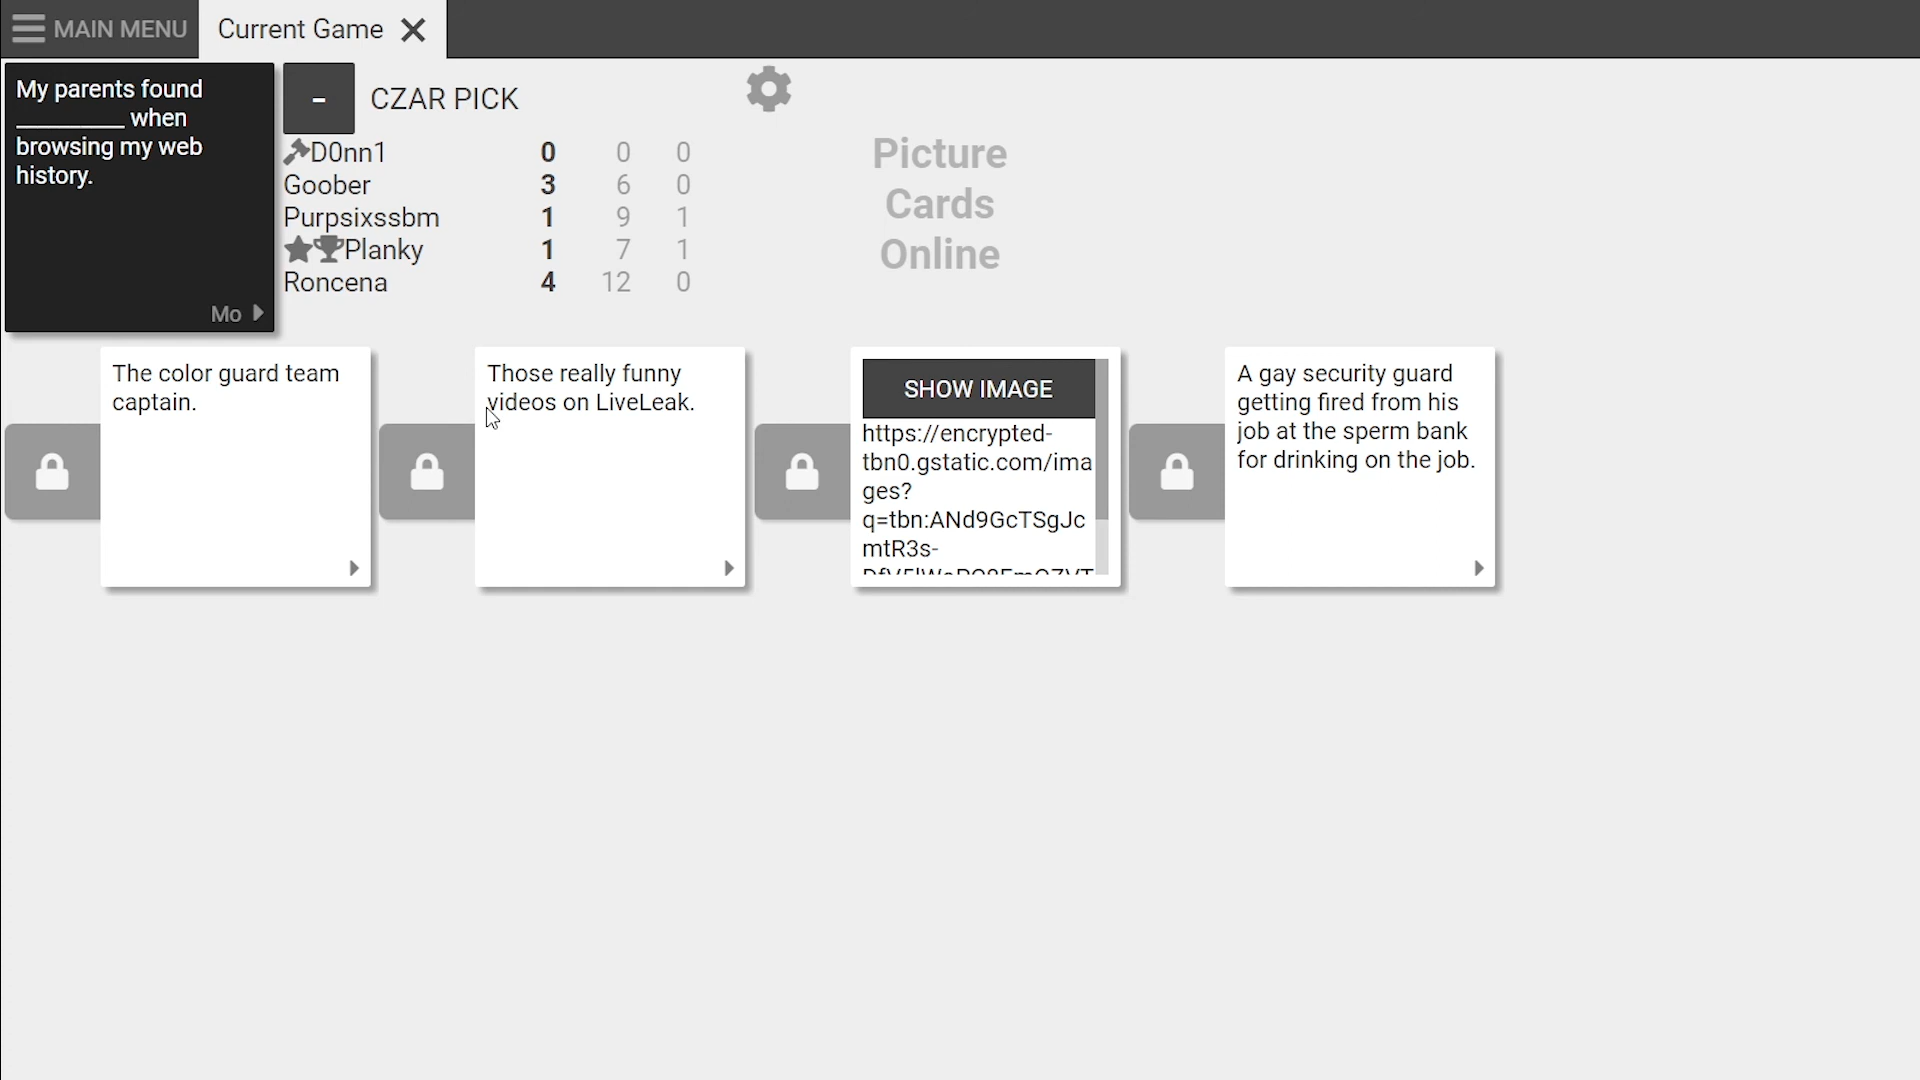 MAIN MENU
Current Game
My parents found
_________ when
browsing my web
history.
Mo
-
CZAR PICK
D0nn1 0 0 0
Goober 3 6 0
Purpsixssbm 1 9 1
Planky 1 7 1
Roncena 4 12 0
Picture
Cards
Online
The color guard team
captain.
Those really funny
videos on LiveLeak.
SHOW IMAGE
https://encrypted-
tbn0.gstatic.com/ima
ges?
q=tbn:ANd9GcTSgJc
mtR3s-
A gay security guard
getting fired from his
job at the sperm bank
for drinking on the job.